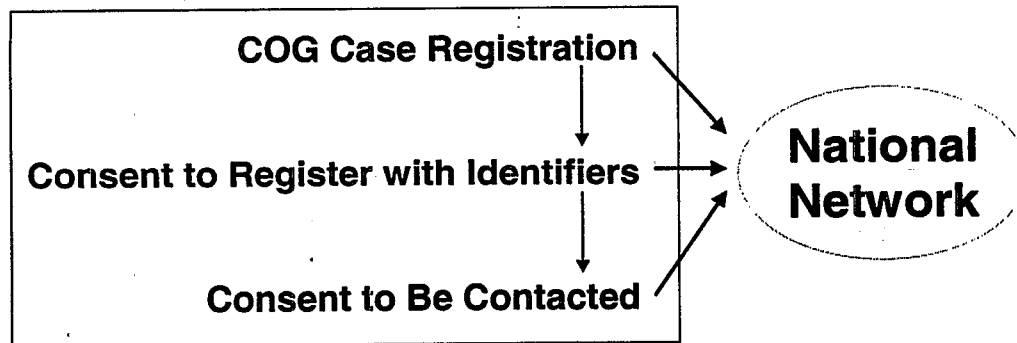 COG Case Registration
Consent to Register with Identifiers
Consent to Be Contacted
National
Network